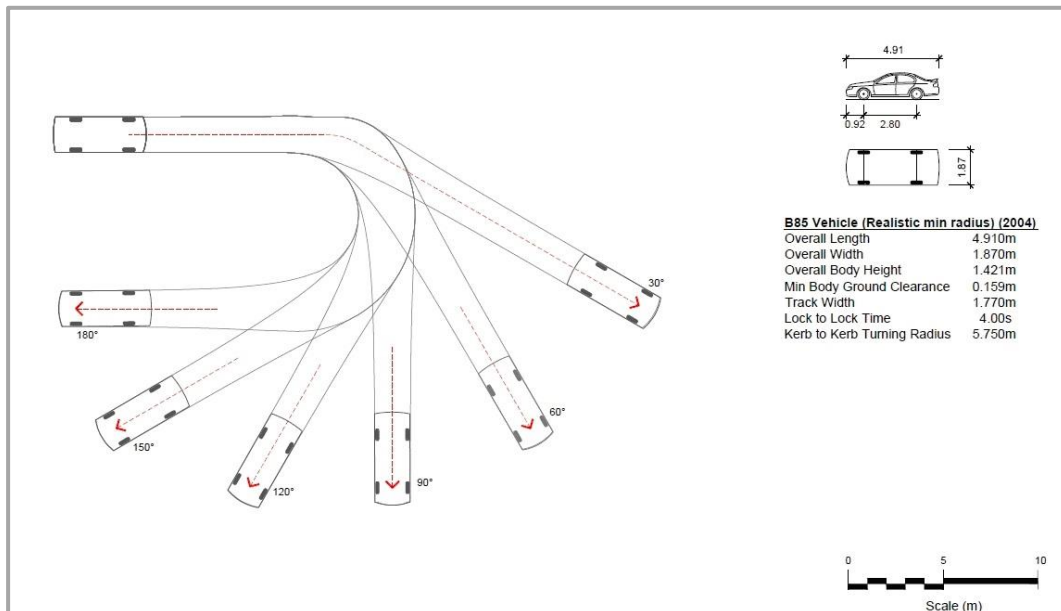 4.91
0.92 2.80
1.87
B85 Vehicle (Realistic min radius) (2004)
Overall Length 4.910m
Overall Width 1.870m
Overall Body Height 1.421m
Min Body Ground Clearance 0.159m
Track Width 1.770m
Lock to Lock Time 4.00s
Kerb to Kerb Turning Radius 5.750m
30°
180°
60°
150°
120°
90°
0 5 10
Scale (m)